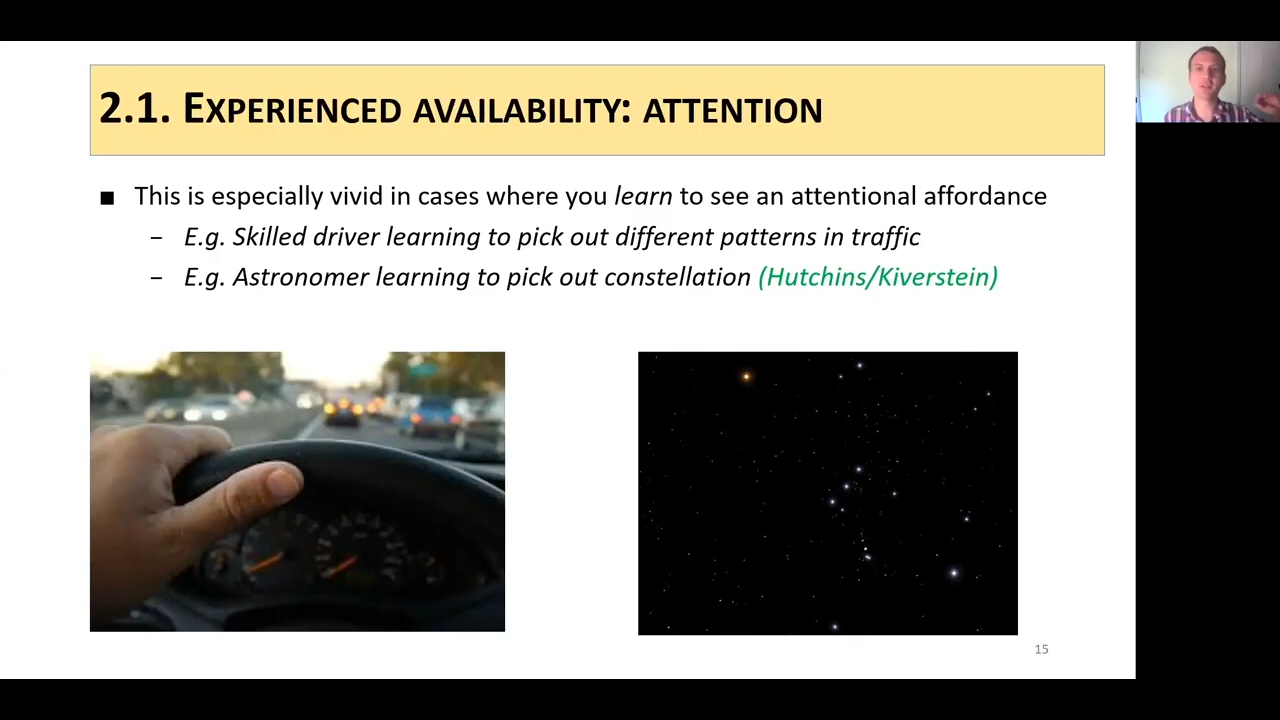 2.1. EXPERIENCED AVAILABILITY: ATTENTION
■ This is especially vivid in cases where you learn to see an attentional affordance
– E.g. Skilled driver learning to pick out different patterns in traffic
– E.g. Astronomer learning to pick out constellation (Hutchins/Kiverstein)
15